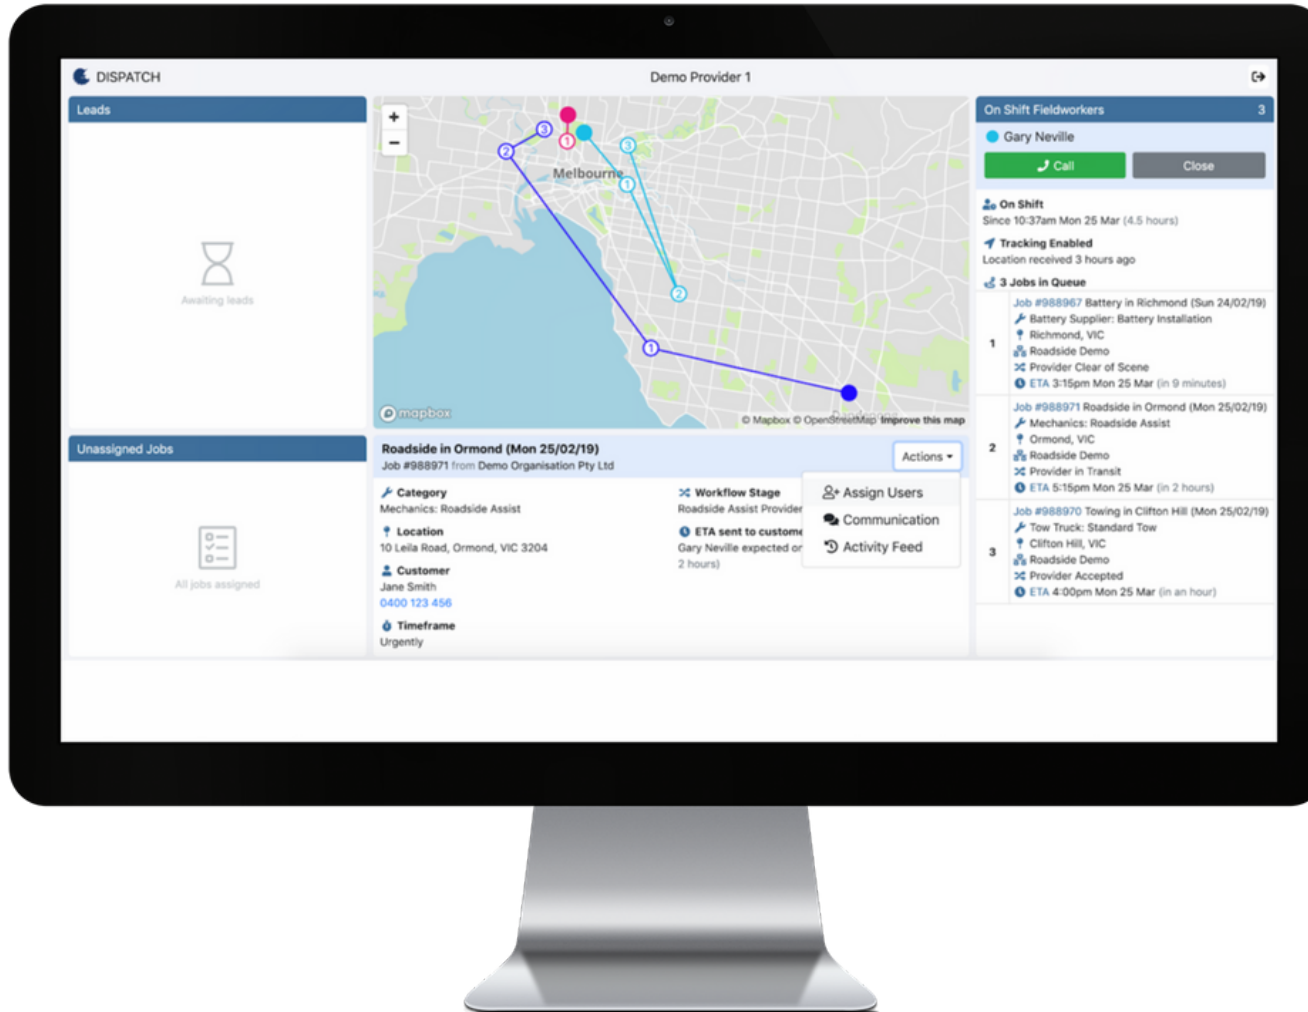 DISPATCH
Demo Provider 1
Leads
Awaiting leads
Unassigned Jobs
All jobs assigned
+
−
3
1
2
Melbourne
3
1
2
1
mapbox
© Mapbox © OpenStreetMap Improve this map
Roadside in Ormond (Mon 25/02/19)
Job #988971 from Demo Organisation Pty Ltd
Actions
Assign Users
Communication
Activity Feed
Category
Mechanics: Roadside Assist
Location
10 Leila Road, Ormond, VIC 3204
Customer
Jane Smith
0400 123 456
Timeframe
Urgently
Workflow Stage
Roadside Assist Provider
ETA sent to custome
Gary Neville expected or
2 hours)
On Shift Fieldworkers 3
Gary Neville
Call
Close
On Shift
Since 10:37am Mon 25 Mar (4.5 hours)
Tracking Enabled
Location received 3 hours ago
3 Jobs in Queue
1
Job #988967 Battery in Richmond (Sun 24/02/19)
Battery Supplier: Battery Installation
Richmond, VIC
Roadside Demo
Provider Clear of Scene
ETA 3:15pm Mon 25 Mar (in 9 minutes)
2
Job #988971 Roadside in Ormond (Mon 25/02/19)
Mechanics: Roadside Assist
Ormond, VIC
Roadside Demo
Provider in Transit
ETA 5:15pm Mon 25 Mar (in 2 hours)
3
Job #988970 Towing in Clifton Hill (Mon 25/02/19)
Tow Truck: Standard Tow
Clifton Hill, VIC
Roadside Demo
Provider Accepted
ETA 4:00pm Mon 25 Mar (in an hour)